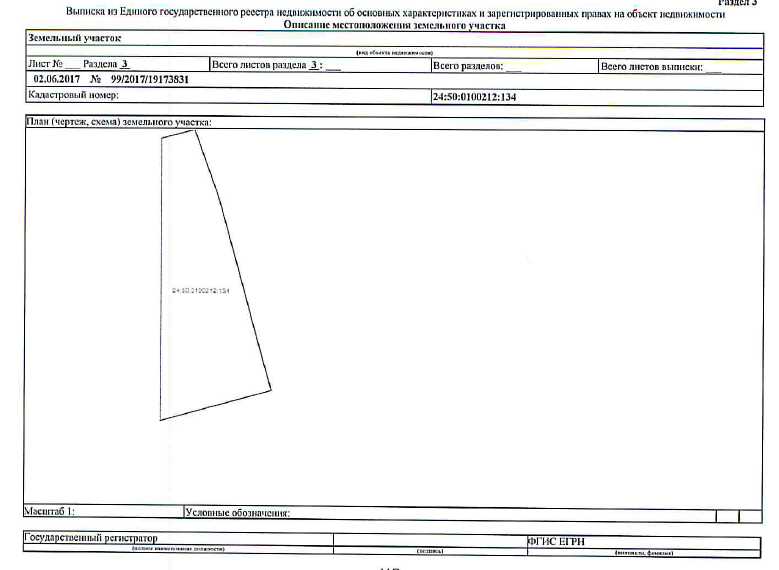 Раздел 3
Выписка из Единого государственного реестра недвижимости об основных характеристиках и зарегистрированных правах на объект недвижимости
Описание местоположения земельного участка
Земельный участок
(вид объекта недвижимости)
Лист № ___ Раздела 3 Всего листов раздела 3 : ___ Всего разделов: ___ Всего листов выписки: ___
02.06.2017 № 99/2017/19173831
Кадастровый номер: 24:50:0100212:134
План (чертеж, схема) земельного участка:
24:50:0100212:134
Масштаб 1: Условные обозначения:
Государственный регистратор ФГИС ЕГРН
(полное наименование должности) (подпись) (инициалы, фамилия)